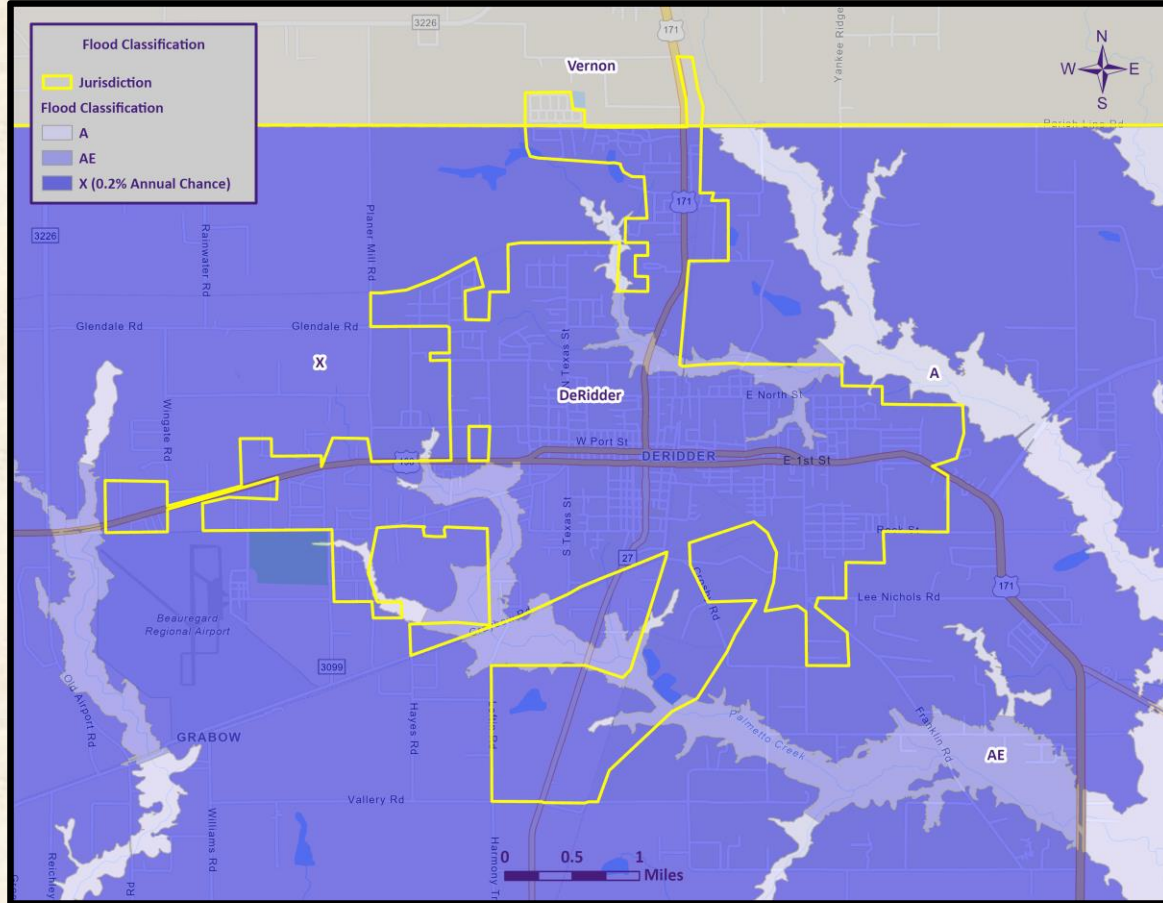 Flood Classification
Jurisdiction
Flood Classification
A
AE
X (0.2% Annual Chance)
3226
171
Vernon
Yankee Ridge
N
W E
S
Parish Line Rd
3226
Rainwater Rd
Planer Mill Rd
171
Glendale Rd
Glendale Rd
X
N Texas St
A
DeRidder
E North St
Wingate Rd
W Port St
DERIDDER
E 1st St
190
S Texas St
Rock St
27
Crosby Rd
171
Lee Nichols Rd
Beauregard
Regional Airport
3099
Old Airport Rd
Hayes Rd
GRABOW
Palmetto Creek
Franklin Rd
AE
Vallery Rd
Williams Rd
Harmony
Reichley
Rd
0 0.5 1
Miles